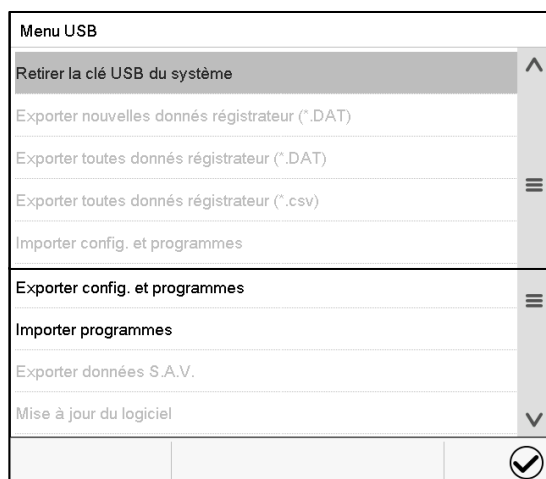 Menu USB
Retirer la clé USB du système
Exporter nouvelles donnés régistrateur (*.DAT)
Exporter toutes donnés régistrateur (*.DAT)
Exporter toutes donnés régistrateur (*.csv)
Importer config. et programmes
Exporter config. et programmes
Importer programmes
Exporter données S.A.V.
Mise à jour du logiciel